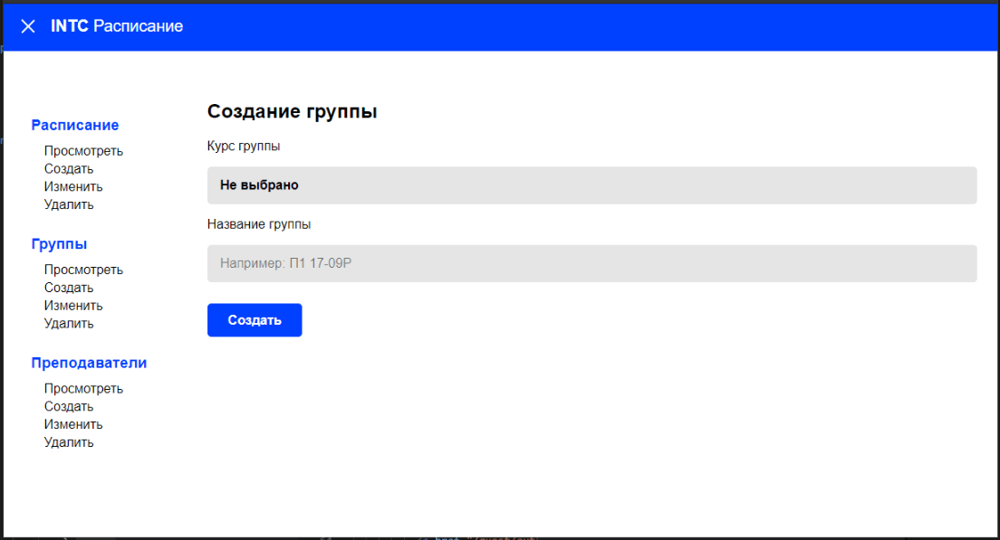 INTC Расписание
Расписание
Просмотреть
Создать
Изменить
Удалить
Группы
Просмотреть
Создать
Изменить
Удалить
Преподаватели
Просмотреть
Создать
Изменить
Удалить
Создание группы
Курс группы
Не выбрано
Название группы
Например: П1 17-09Р
Создать